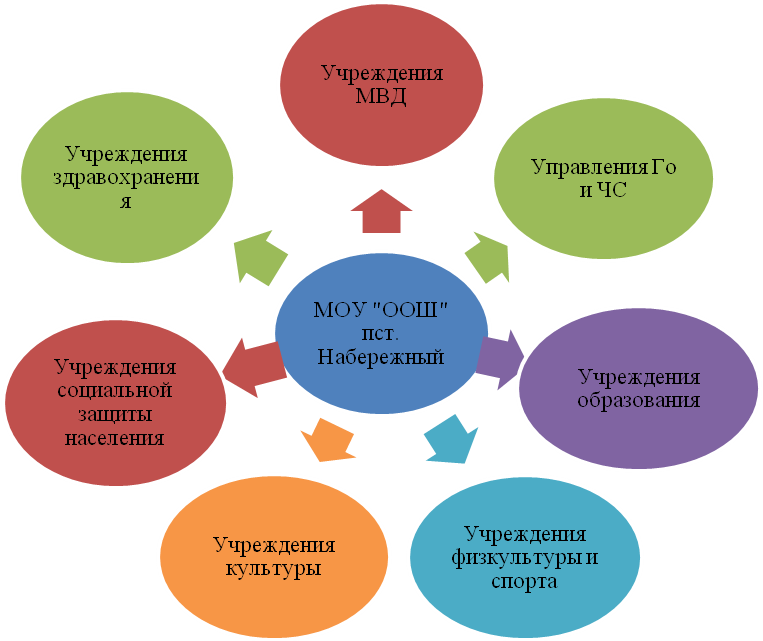 Учреждения
МВД
Учреждения
здравохранени
я
Управления Го
и ЧС
МОУ "ООШ"
пст.
Набережный
Учреждения
социальной
защиты
населения
Учреждения
образования
Учреждения
культуры
Учреждения
физкультуры и
спорта